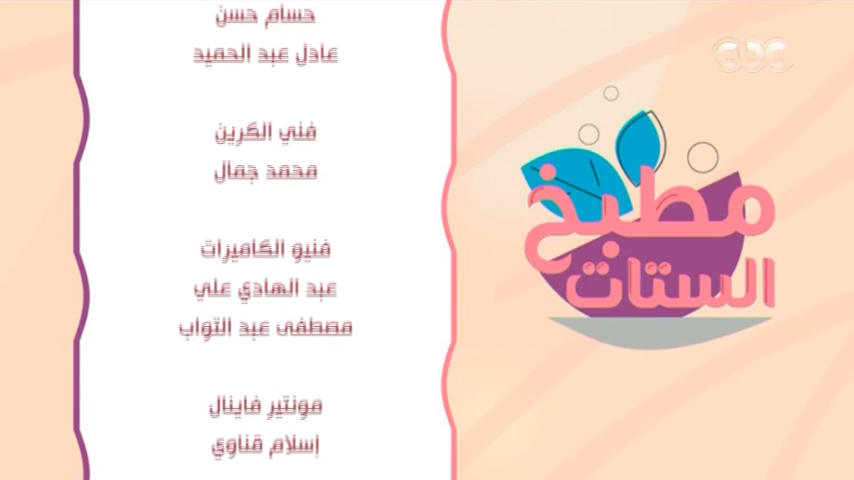 حسام حسن
عادل عبد الحميد
فني الكرين
محمد جمال
فنيو الكاميرات
عبد الهادي علي
مصطفى عبد التواب
مونتير فاينال
إسلام قناوي
CBC
مطبخ
الستات